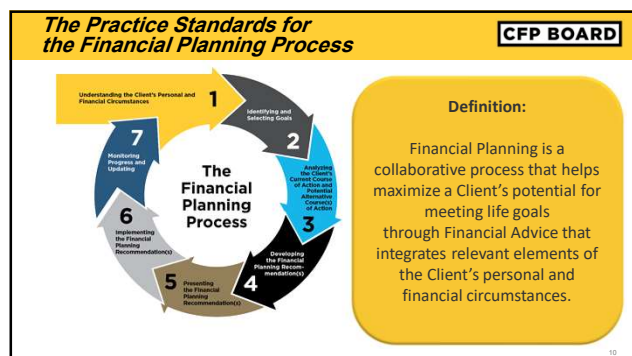 The Practice Standards for
the Financial Planning Process
CFP BOARD
Understanding the Client's Personal and
Financial Circumstances
1
Identifying and
Selecting Goals
2
Analyzing
the Client's
Current Course
of Action and
Potential
Alternative
Course(s)
of Action
3
Developing
the Financial
Planning Recom-
mendation(s)
4
Presenting
the Financial
Planning
Recommendation(s)
5
Implementing
the Financial
Planning
Recommendation(s)
6
Monitoring
Progress and
Updating
7
The
Financial
Planning
Process
Definition:
Financial Planning is a
collaborative process that helps
maximize a Client's potential for
meeting life goals
through Financial Advice that
integrates relevant elements of
the Client's personal and
financial circumstances.
10